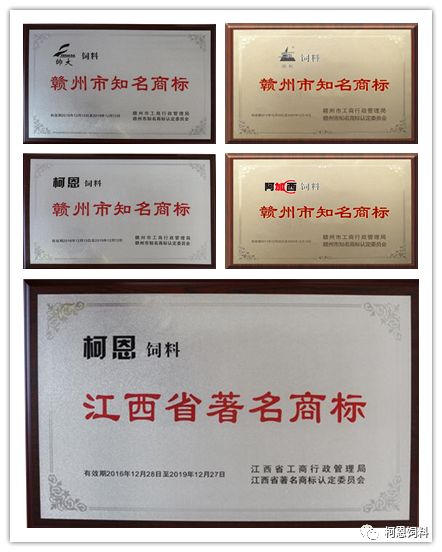 帅大 饲料
赣州市知名商标
赣州市工商行政管理局
赣州市知名商标认定委员会
饲料
赣州市知名商标
赣州市工商行政管理局
赣州市知名商标认定委员会
柯恩 饲料
赣州市知名商标
赣州市工商行政管理局
赣州市知名商标认定委员会
阿加西 饲料
赣州市知名商标
赣州市工商行政管理局
赣州市知名商标认定委员会
柯恩 饲料
江西省著名商标
有效期2016年12月28日至2019年12月27日
江西省工商行政管理局
江西省著名商标认定委员会
柯恩饲料